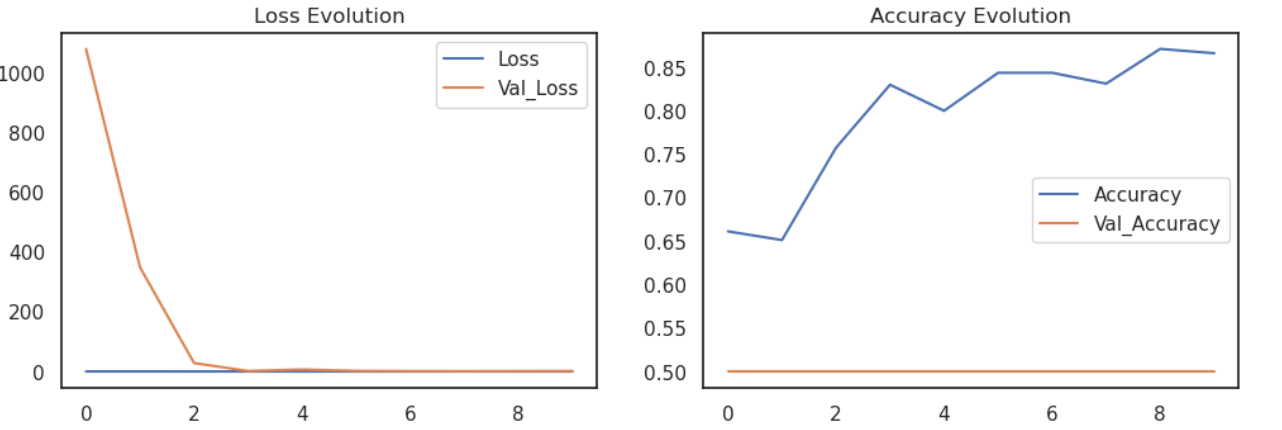 Loss Evolution
1000
800
600
400
200
0
0 2 4 6 8
Loss
Val_Loss
Accuracy Evolution
0.85
0.80
0.75
0.70
0.65
0.60
0.55
0.50
0 2 4 6 8
Accuracy
Val_Accuracy